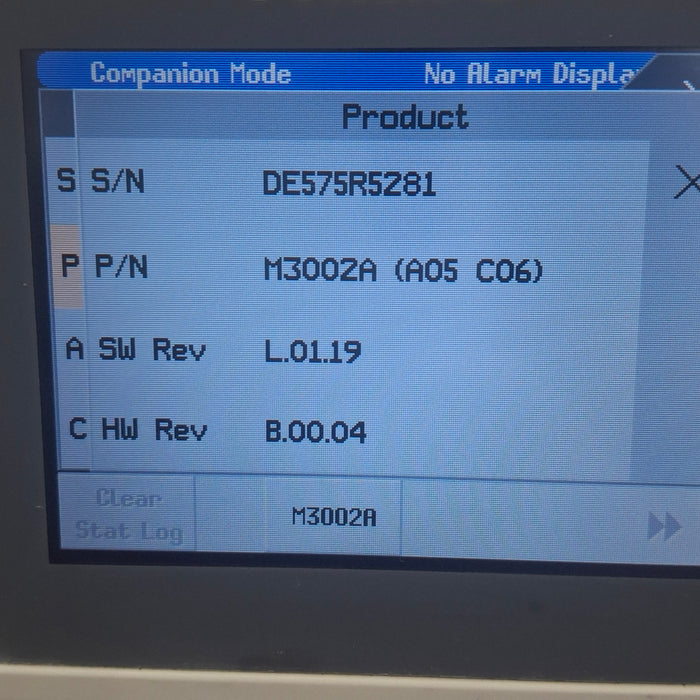 Companion Mode No Alarm Displa
Product
S S/N DE575R5281
P P/N M3002A (A05 C06)
A SW Rev L.01.19
C HW Rev B.00.04
Clear
Stat Log
M3002A